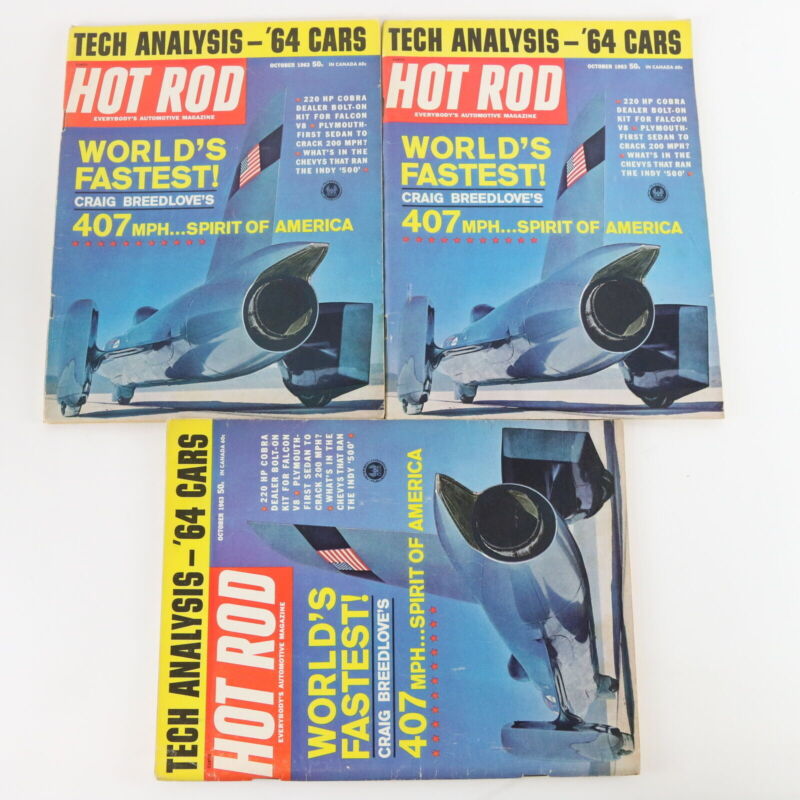 TECH ANALYSIS–'64 CARS
OCTOBER 1963 50c IN CANADA 60c
HOT ROD
EVERYBODY'S AUTOMOTIVE MAGAZINE
• 220 HP COBRA
DEALER BOLT-ON
KIT FOR FALCON
V8 • PLYMOUTH-
FIRST SEDAN TO
CRACK 200 MPH?
• WHAT'S IN THE
CHEVYS THAT RAN
THE INDY '500'
WORLD'S
FASTEST!
CRAIG BREEDLOVE'S
407 MPH...SPIRIT OF AMERICA
TECH ANALYSIS–'64 CARS
OCTOBER 1963 50c IN CANADA 60c
HOT ROD
EVERYBODY'S AUTOMOTIVE MAGAZINE
• 220 HP COBRA
DEALER BOLT-ON
KIT FOR FALCON
V8 • PLYMOUTH-
FIRST SEDAN TO
CRACK 200 MPH?
• WHAT'S IN THE
CHEVYS THAT RAN
THE INDY '500'
WORLD'S
FASTEST!
CRAIG BREEDLOVE'S
407 MPH...SPIRIT OF AMERICA
TECH ANALYSIS–'64 CARS
OCTOBER 1963 50c IN CANADA 60c
HOT ROD
EVERYBODY'S AUTOMOTIVE MAGAZINE
• 220 HP COBRA
DEALER BOLT-ON
KIT FOR FALCON
V8 • PLYMOUTH-
FIRST SEDAN TO
CRACK 200 MPH?
• WHAT'S IN THE
CHEVYS THAT RAN
THE INDY '500'
WORLD'S
FASTEST!
CRAIG BREEDLOVE'S
407 MPH...SPIRIT OF AMERICA